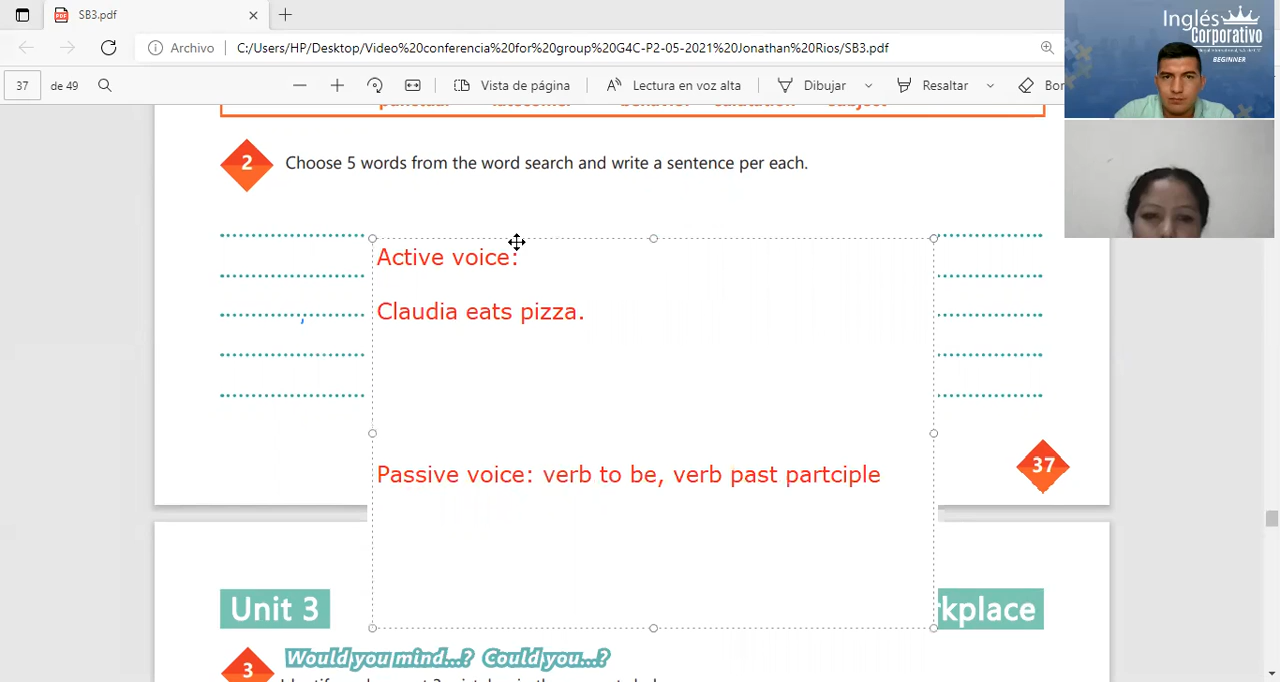 SB3.pdf
Archivo C:/Users/HP/Desktop/Video%20conferencia%20for%20group%20G4C-P2-05-2021%20Jonathan%20Rios/SB3.pdf
37 de 49 Vista de página Lectura en voz alta Dibujar Resaltar
Inglés
Corporativo
BEGINNER
2 Choose 5 words from the word search and write a sentence per each.
Active voice:
Claudia eats pizza.
Passive voice: verb to be, verb past partciple
37
Unit 3
rkplace
3 Would you mind...? Could you...?